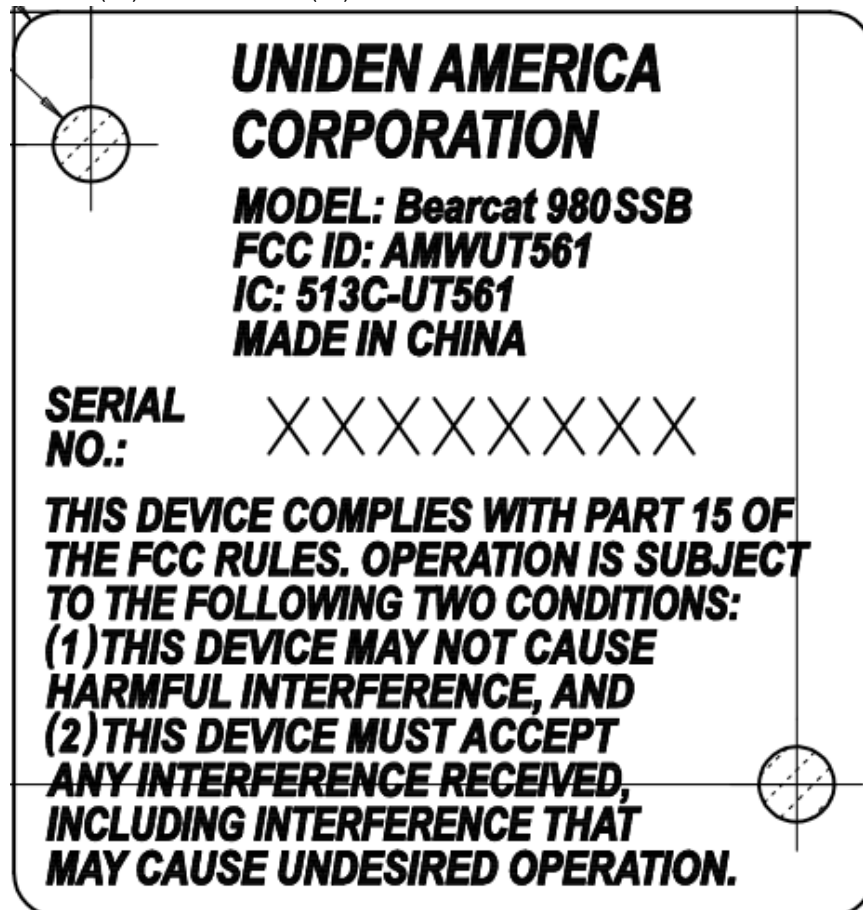 UNIDEN AMERICA
CORPORATION
MODEL: Bearcat 980SSB
FCC ID: AMWUT561
IC: 513C-UT561
MADE IN CHINA
SERIAL
NO.:
XXXXXXXX
THIS DEVICE COMPLIES WITH PART 15 OF
THE FCC RULES. OPERATION IS SUBJECT
TO THE FOLLOWING TWO CONDITIONS:
(1)THIS DEVICE MAY NOT CAUSE
HARMFUL INTERFERENCE, AND
(2)THIS DEVICE MUST ACCEPT
ANY INTERFERENCE RECEIVED,
INCLUDING INTERFERENCE THAT
MAY CAUSE UNDESIRED OPERATION.